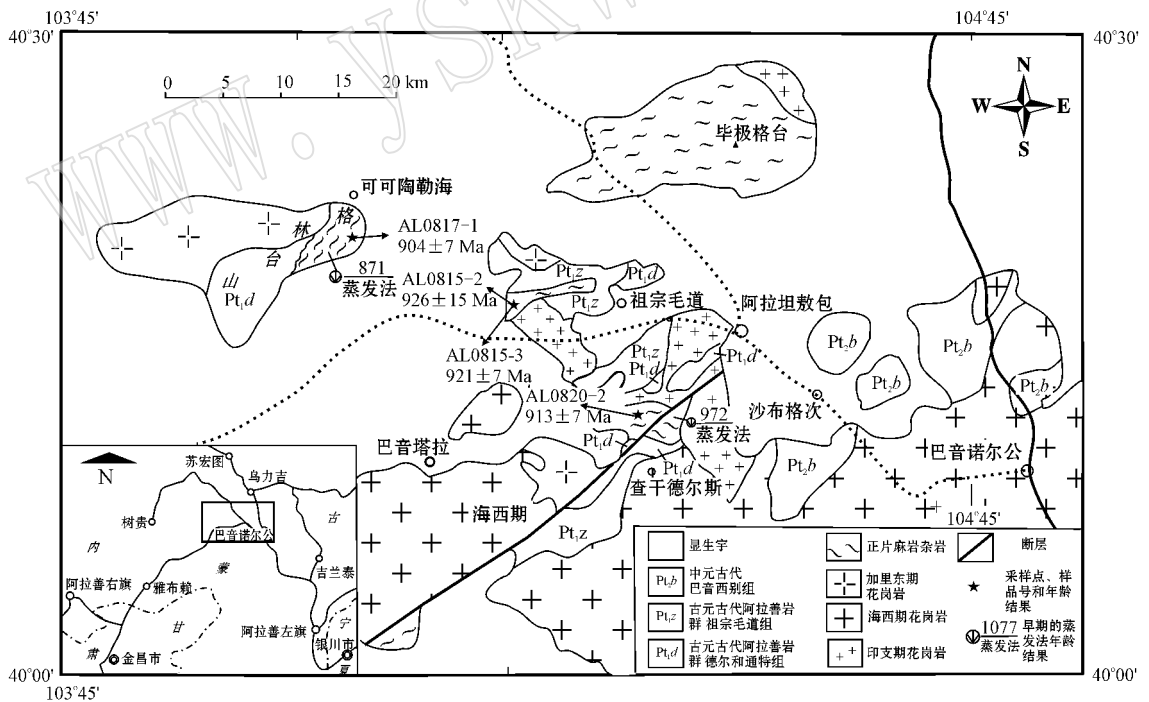 103°45′
104°45′
40°30′
40°30′
0 5 10 15 20 km
N
W E
S
www.ysk
毕极格台
可可陶勒海
格
林
台
山
Pt₁d
AL0817-1
904±7 Ma
871
蒸发法
AL0815-2
926±15 Ma
Pt₁z
Pt₁d
Pt₁z
祖宗毛道
阿拉坦敖包
AL0815-3
921±7 Ma
Pt₁z
Pt₁d
Pt₁d
Pt₂b
Pt₂b
Pt₂b
Pt₂b
AL0820-2
913±7 Ma
972
蒸发法
沙布格次
巴音塔拉
Pt₁d
Pt₁d
Pt₂b
巴音诺尔公
查干德尔斯
海西期
Pt₁z
104°45′
N
苏宏图
乌力吉
树贵
古
巴音诺尔公
内
蒙
吉兰泰
阿拉善右旗
雅布赖
阿拉善左旗
甘
宁
银川市
肃
金昌市
夏
显生宇
正片麻岩杂岩
断层
Pt₂b
中元古代
巴音西别组
加里东期
花岗岩
采样点、样
品号和年龄
结果
Pt₁z
古元古代阿拉善岩
群 祖宗毛道组
海西期花岗岩
1077
蒸发法
早期的蒸
发法年龄
结果
Pt₁d
古元古代阿拉善岩
群 德尔和通特组
印支期花岗岩
40°00′
40°00′
103°45′